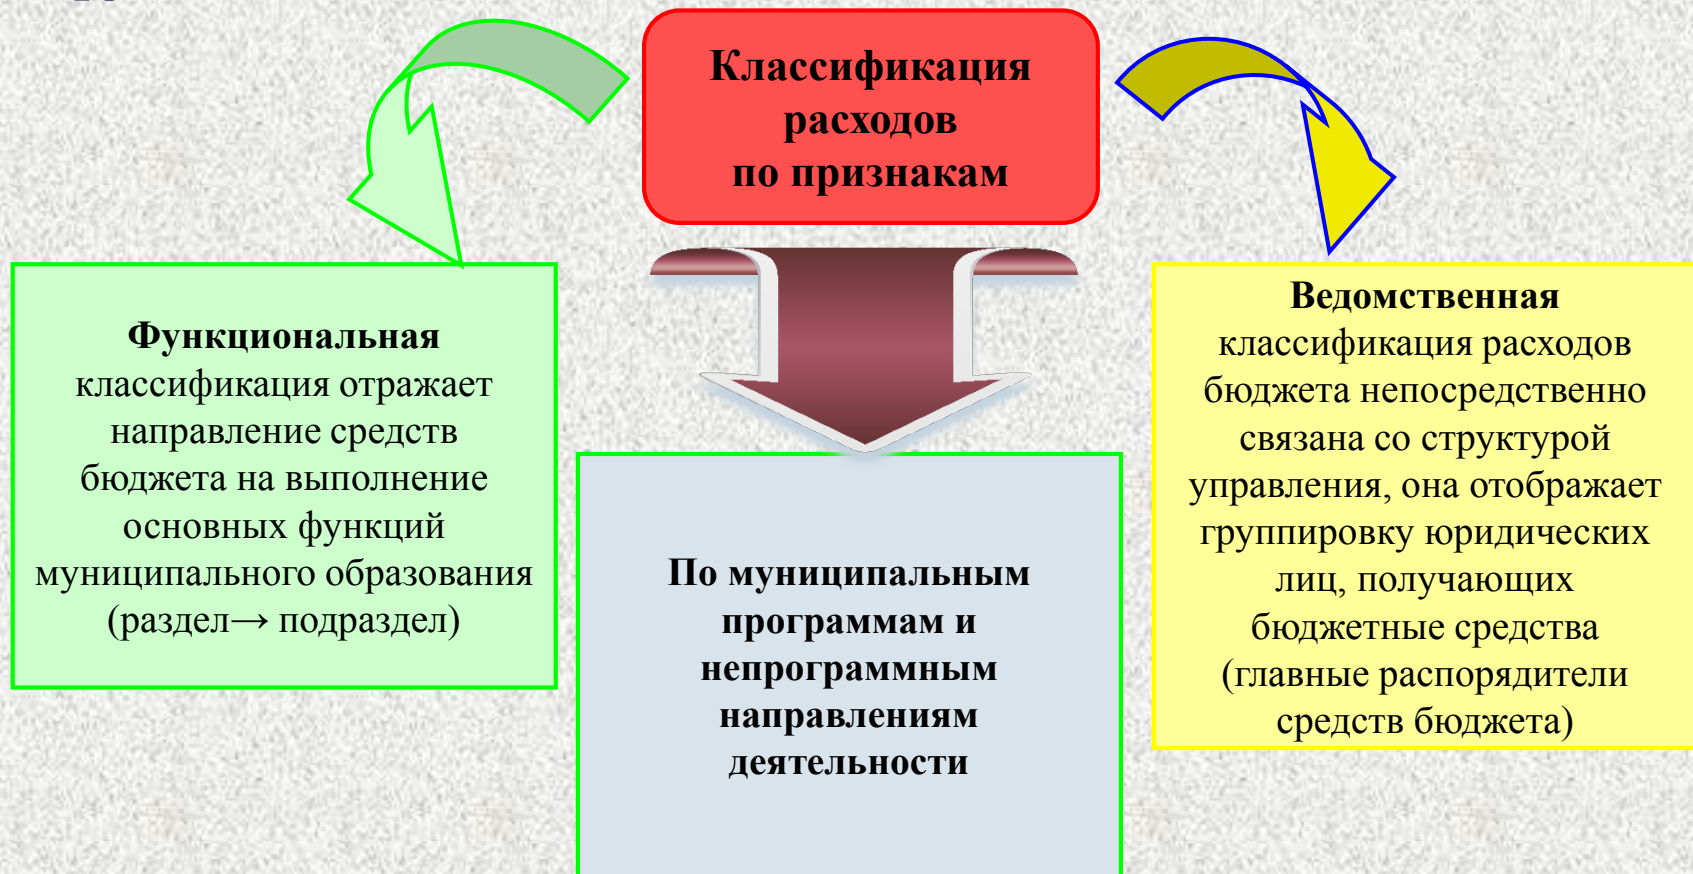 Классификация
расходов
по признакам
Функциональная
классификация отражает
направление средств
бюджета на выполнение
основных функций
муниципального образования
(раздел→ подраздел)
По муниципальным
программам и
непрограммным
направлениям
деятельности
Ведомственная
классификация расходов
бюджета непосредственно
связана со структурой
управления, она отображает
группировку юридических
лиц, получающих
бюджетные средства
(главные распорядители
средств бюджета)